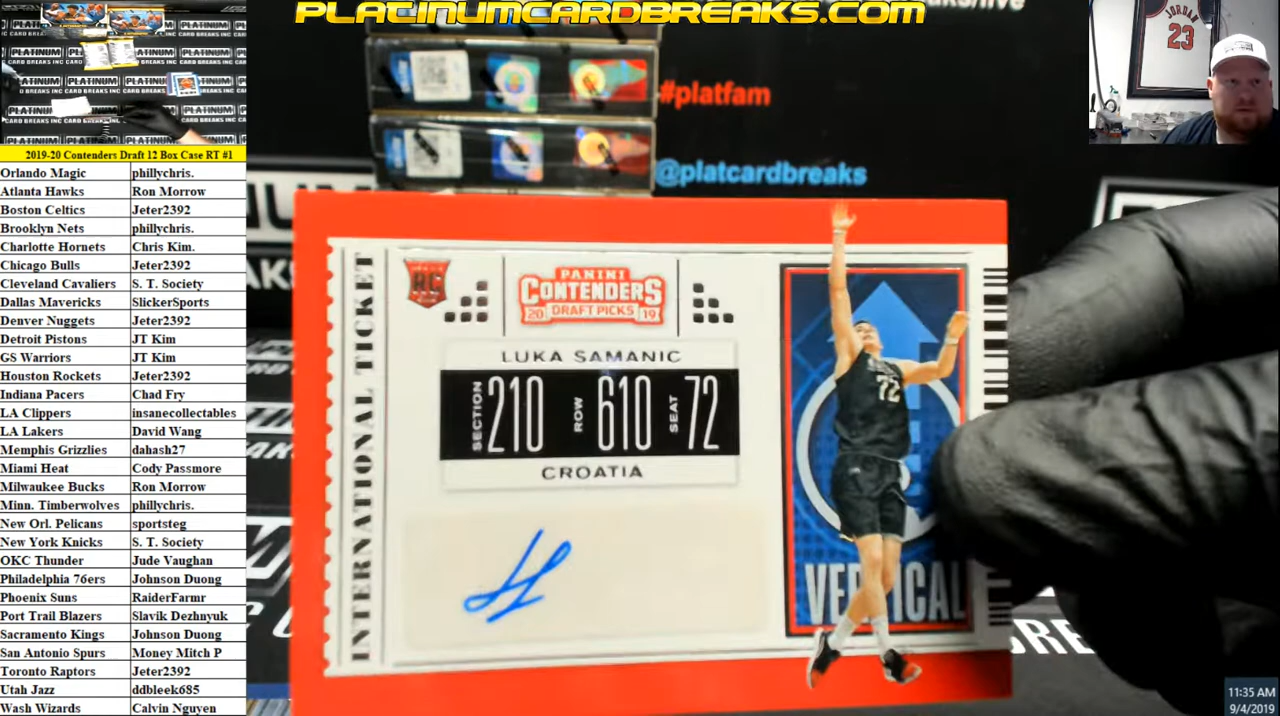 PLATINUMCARDBREAKS.COM
#platfam
@platcardbreaks
JORDAN
23
2019-20 Contenders Draft 12 Box Case RT #1
Orlando Magic phillychris.
Atlanta Hawks Ron Morrow
Boston Celtics Jeter2392
Brooklyn Nets phillychris.
Charlotte Hornets Chris Kim.
Chicago Bulls Jeter2392
Cleveland Cavaliers S. T. Society
Dallas Mavericks SlickerSports
Denver Nuggets Jeter2392
Detroit Pistons JT Kim
GS Warriors JT Kim
Houston Rockets Jeter2392
Indiana Pacers Chad Fry
LA Clippers insanecollectables
LA Lakers David Wang
Memphis Grizzlies dahash27
Miami Heat Cody Passmore
Milwaukee Bucks Ron Morrow
Minn. Timberwolves phillychris.
New Orl. Pelicans sportsteg
New York Knicks S. T. Society
OKC Thunder Jude Vaughan
Philadelphia 76ers Johnson Duong
Phoenix Suns RaiderFarmr
Port Trail Blazers Slavik Dezhnyuk
Sacramento Kings Johnson Duong
San Antonio Spurs Money Mitch P
Toronto Raptors Jeter2392
Utah Jazz ddbleek685
Wash Wizards Calvin Nguyen
INTERNATIONAL TICKET
RC
PANINI
CONTENDERS
20 DRAFT PICKS 19
LUKA SAMANIC
SECTION 210 ROW 610 SEAT 72
CROATIA
72
VERTICAL
11:35 AM
9/4/2019